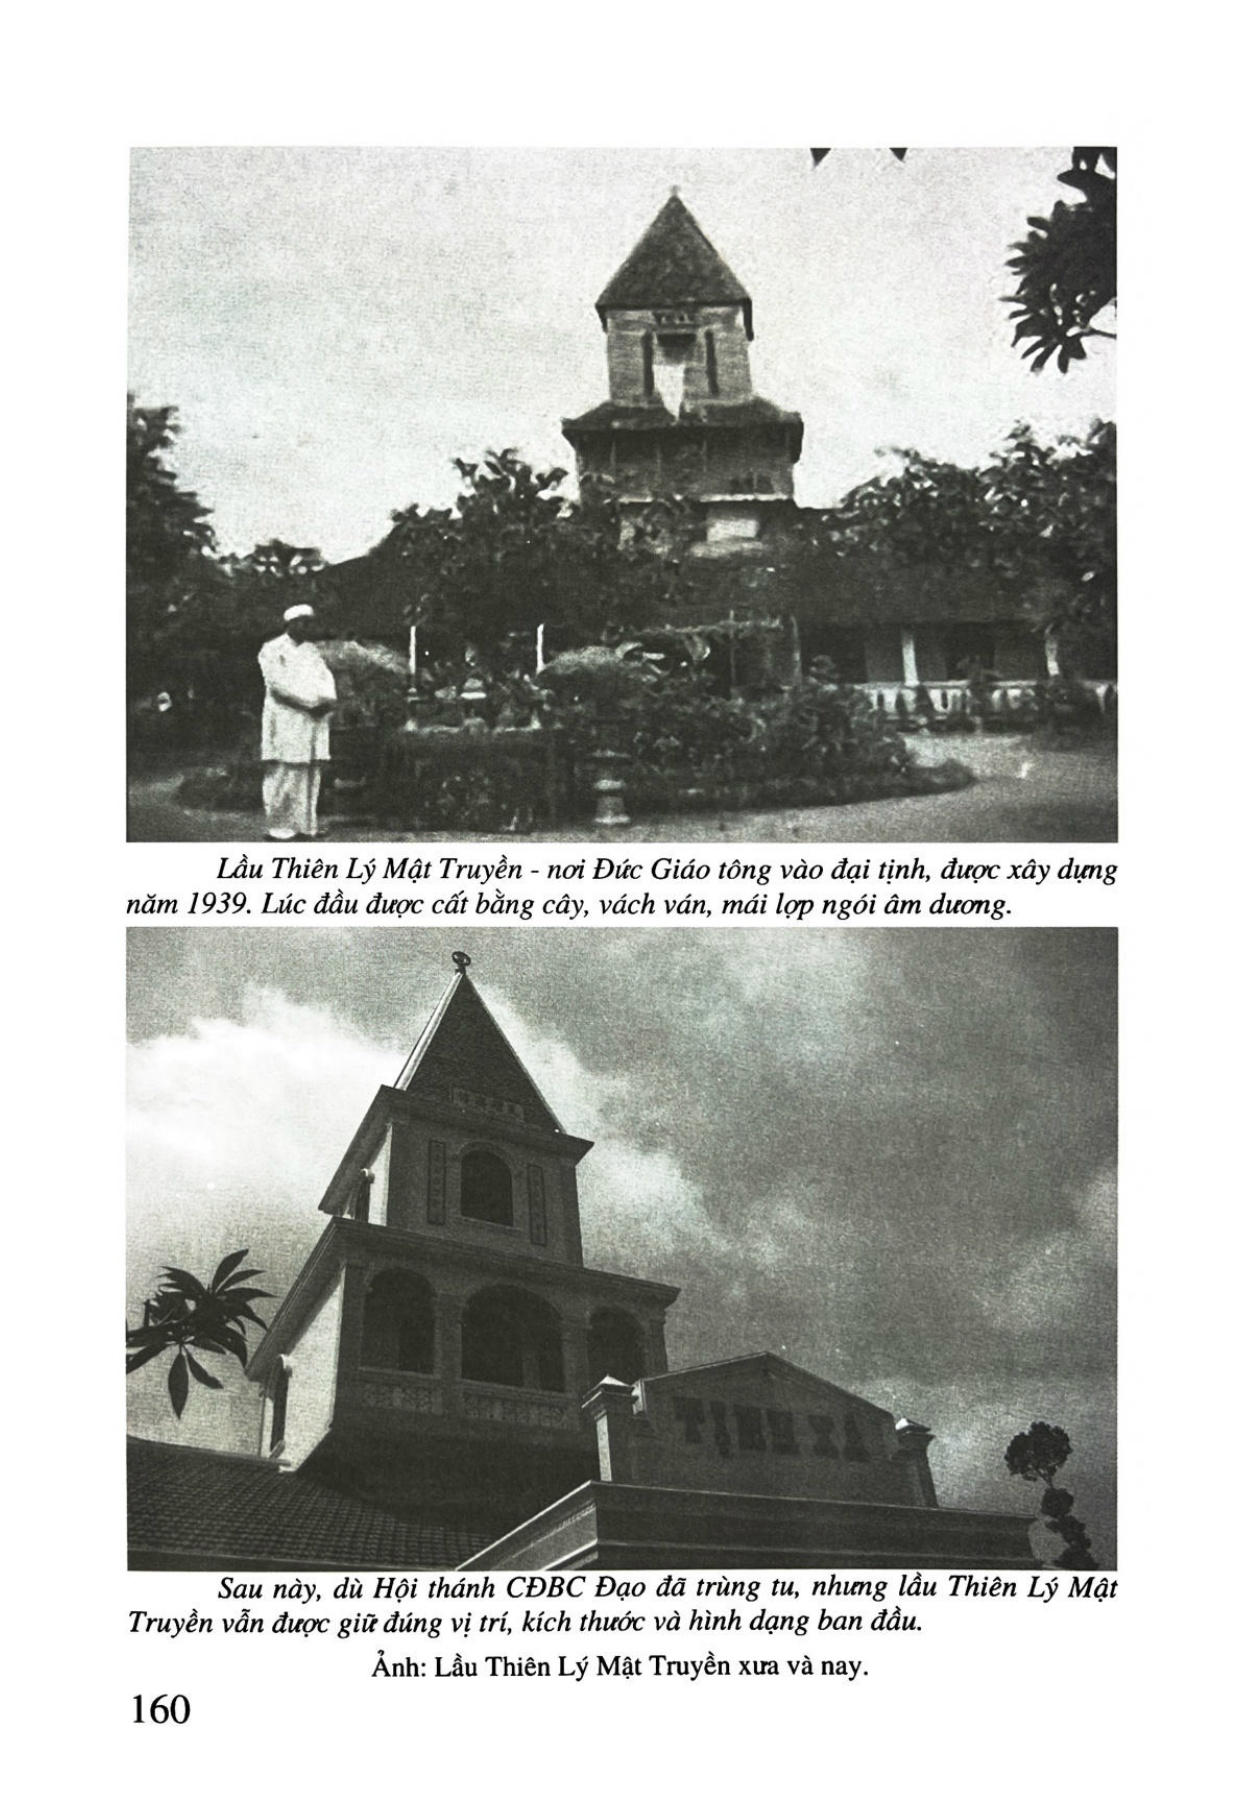 Lầu Thiên Lý Mật Truyền - nơi Đức Giáo tông vào đại tịnh, được xây dựng
năm 1939. Lúc đầu được cất bằng cây, vách ván, mái lợp ngói âm dương.
Sau này, dù Hội thánh CĐBC Đạo đã trùng tu, nhưng lầu Thiên Lý Mật
Truyền vẫn được giữ đúng vị trí, kích thước và hình dạng ban đầu.
Ảnh: Lầu Thiên Lý Mật Truyền xưa và nay.
160